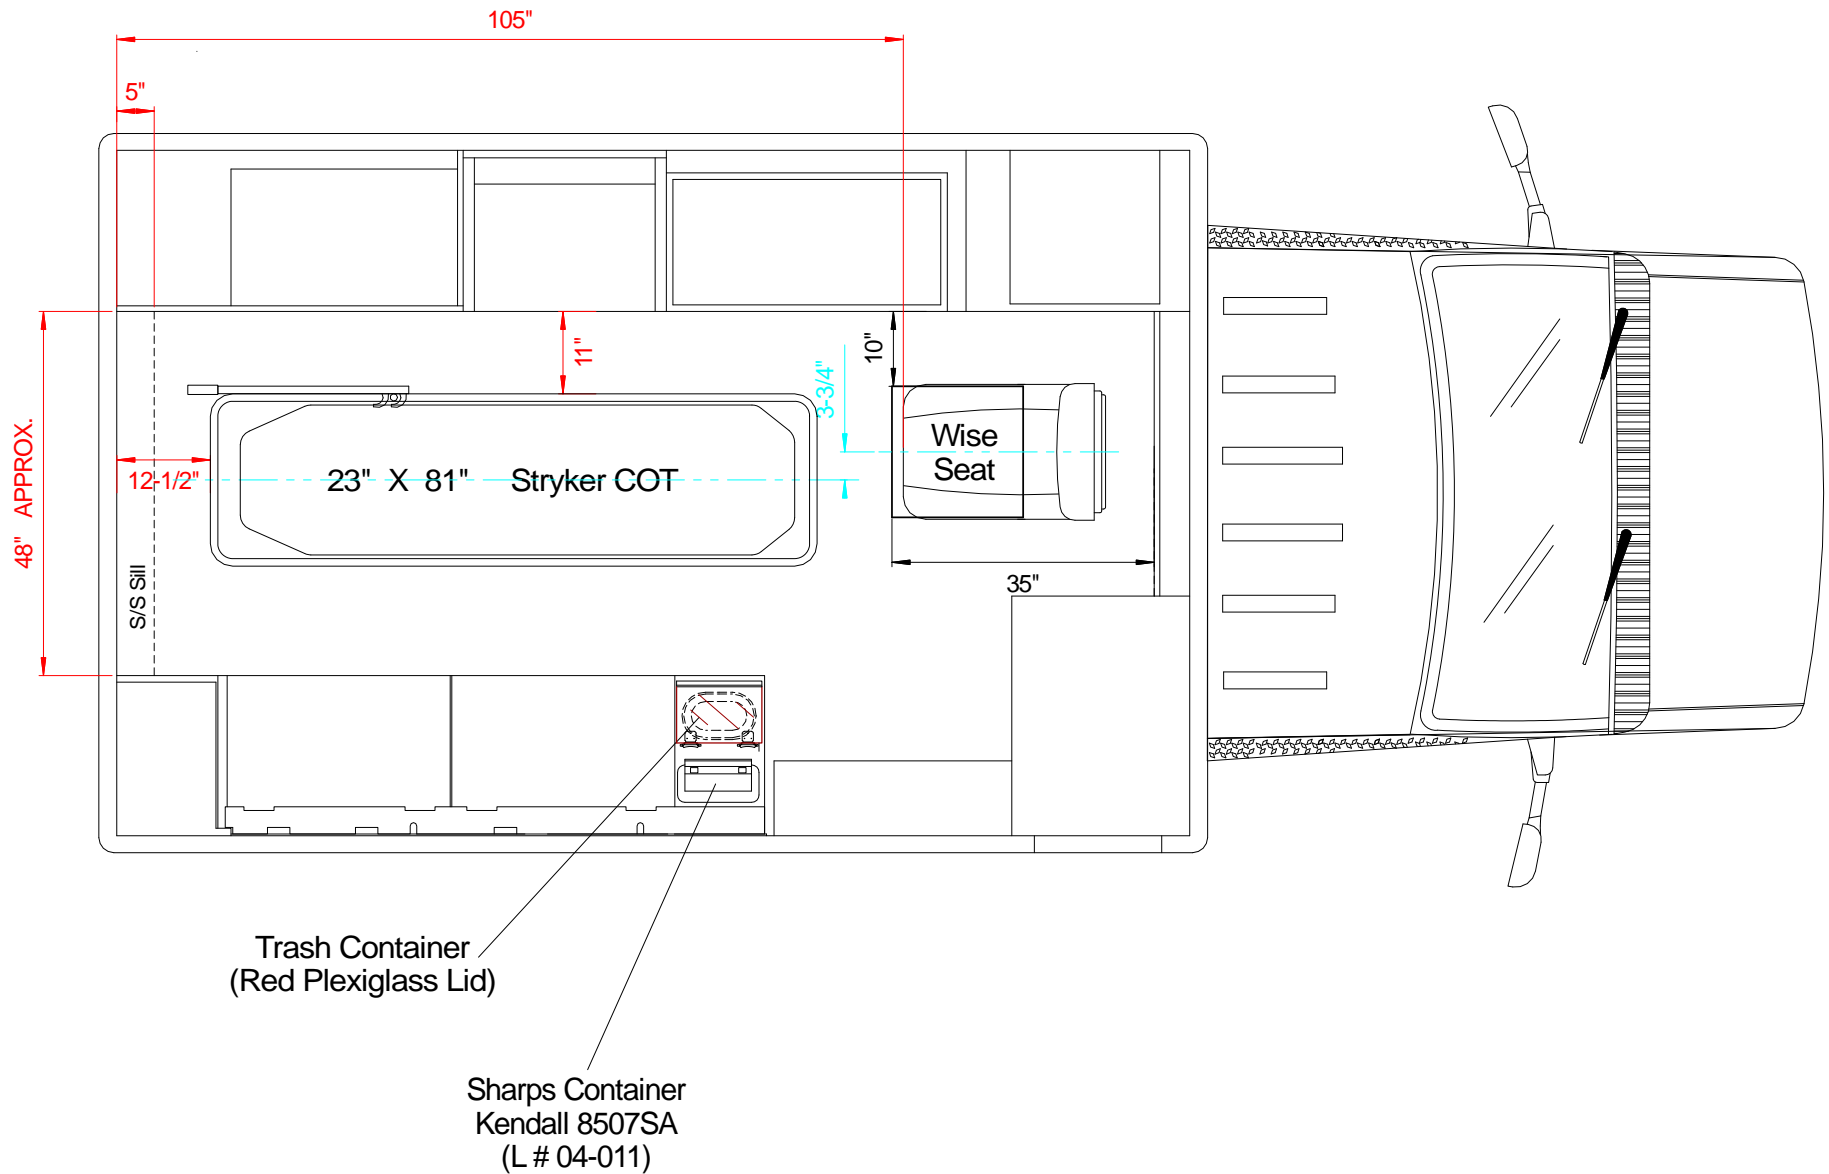 105"
5"
11"
10"
3-3/4"
Wise
Seat
12-1/2"
23" X 81" Stryker COT
48" APPROX.
S/S Sill
35"
Trash Container
(Red Plexiglass Lid)
Sharps Container
Kendall 8507SA
(L # 04-011)